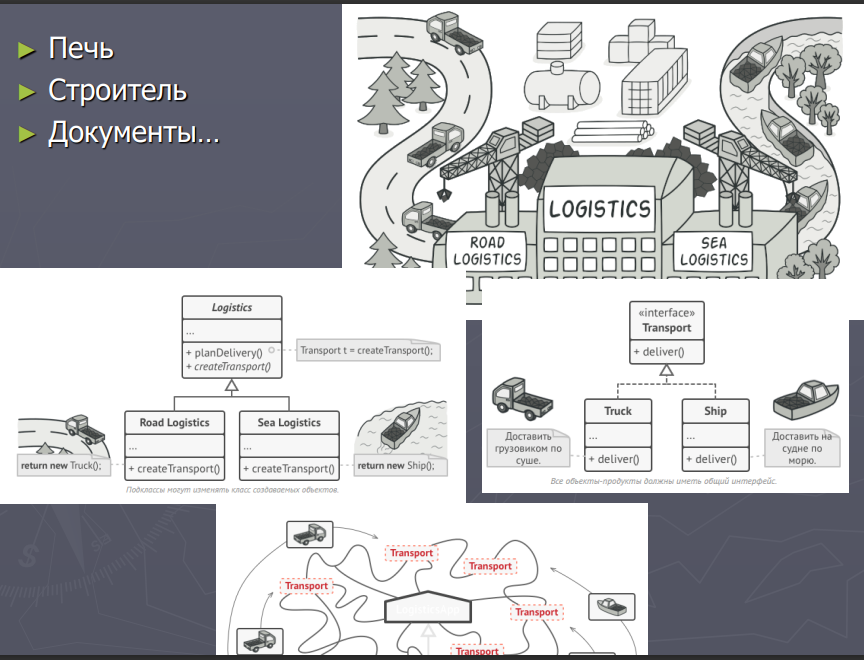 Печь
Строитель
Документы...
LOGISTICS
ROAD
LOGISTICS
SEA
LOGISTICS
Logistics
...
+ planDelivery()
+ createTransport()
Transport t = createTransport();
Road Logistics
...
+ createTransport()
Sea Logistics
...
+ createTransport()
return new Truck();
return new Ship();
Подклассы могут изменять класс создаваемых объектов.
«interface»
Transport
+ deliver()
Truck
...
+ deliver()
Ship
...
+ deliver()
Доставить
грузовиком по
суше.
Доставить на
судне по
морю.
Все объекты-продукты должны иметь общий интерфейс.
Transport
Transport
Transport
Transport
Transport